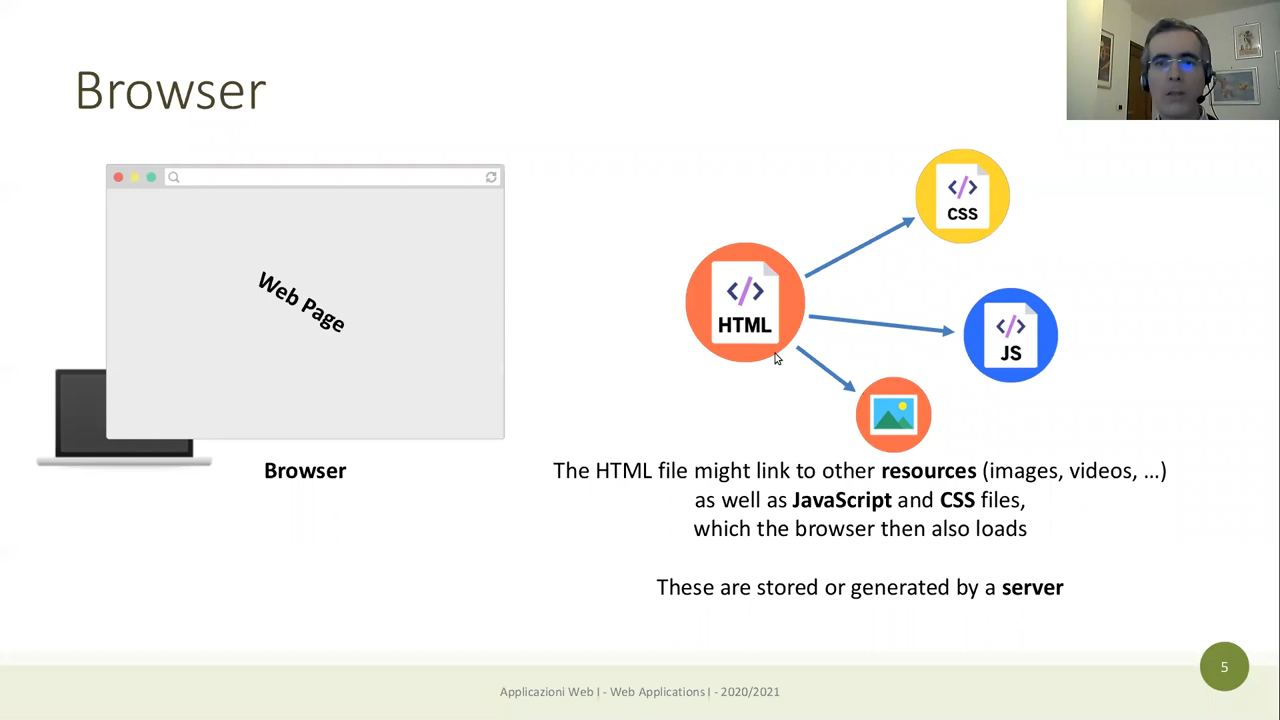 Browser
Web Page
Browser
CSS
HTML
JS
The HTML file might link to other resources (images, videos, …)
as well as JavaScript and CSS files,
which the browser then also loads
These are stored or generated by a server
Applicazioni Web I - Web Applications I - 2020/2021
5